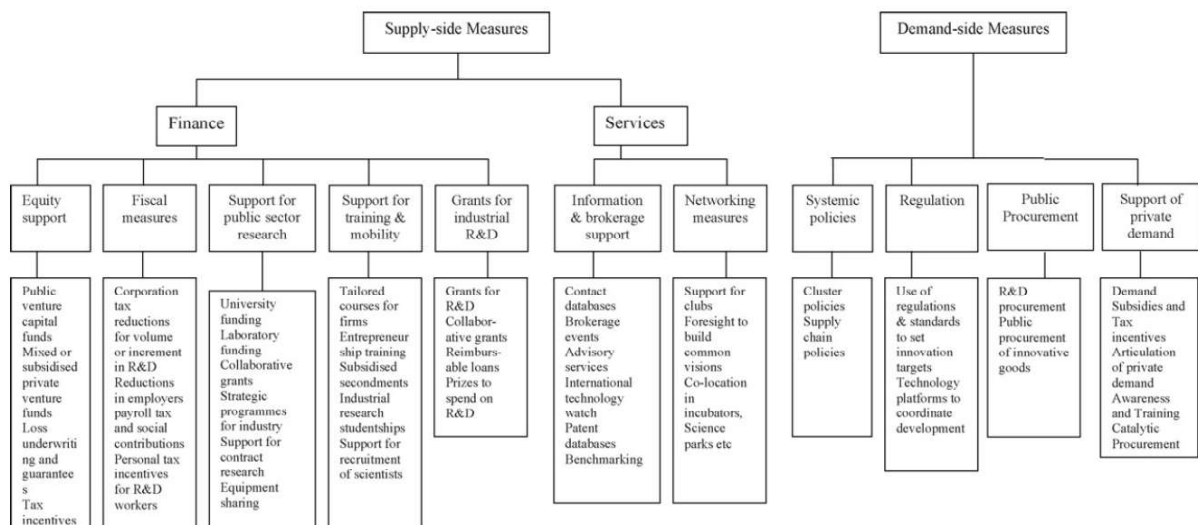 Supply-side Measures
Demand-side Measures
Finance
Services
Equity
support
Fiscal
measures
Support for
public sector
research
Support for
training &
mobility
Grants for
industrial
R&D
Information
& brokerage
support
Networking
measures
Systemic
policies
Regulation
Public
Procurement
Support of
private
demand
Public
venture
capital
funds
Mixed or
subsidised
private
venture
funds
Loss
underwriti
ng and
guarantee
s
Tax
incentives
Corporation
tax
reductions
for volume
or increment
in R&D
Reductions
in employers
payroll tax
and social
contributions
Personal tax
incentives
for R&D
workers
University
funding
Laboratory
funding
Collaborative
grants
Strategic
programmes
for industry
Support for
contract
research
Equipment
sharing
Tailored
courses for
firms
Entrepreneur
ship training
Subsidised
secondments
Industrial
research
studentships
Support for
recruitment
of scientists
Grants for
R&D
Collabor-
ative grants
Reimburs-
able loans
Prizes to
spend on
R&D
Contact
databases
Brokerage
events
Advisory
services
International
technology
watch
Patent
databases
Benchmarking
Support for
clubs
Foresight to
build
common
visions
Co-location
in
incubators,
Science
parks etc
Cluster
policies
Supply
chain
policies
Use of
regulations
& standards
to set
innovation
targets
Technology
platforms to
coordinate
development
R&D
procurement
Public
procurement
of innovative
goods
Demand
Subsidies and
Tax
incentives
Articulation
of private
demand
Awareness
and Training
Catalytic
Procurement